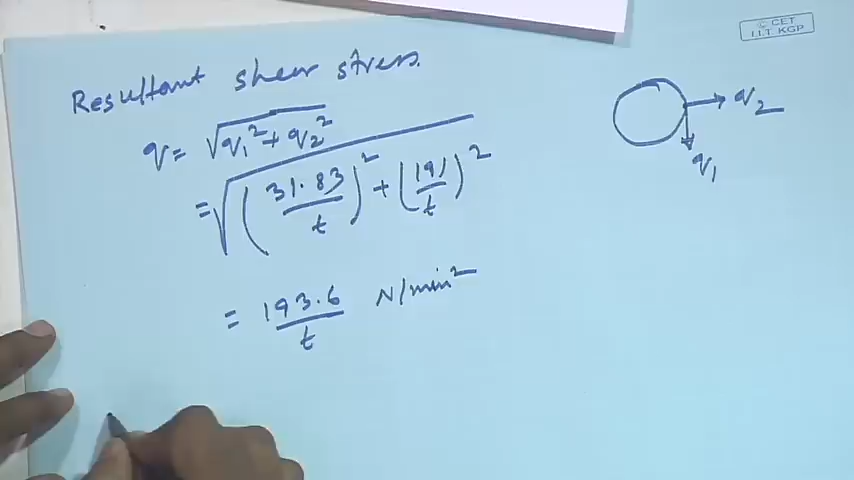 © CET
I.I.T. KGP
Resultant shear stress.
q = √(q₁² + q₂²)
= √((31.83/t)² + (191/t)²)
= 193.6/t N/mm²
q₂
q₁